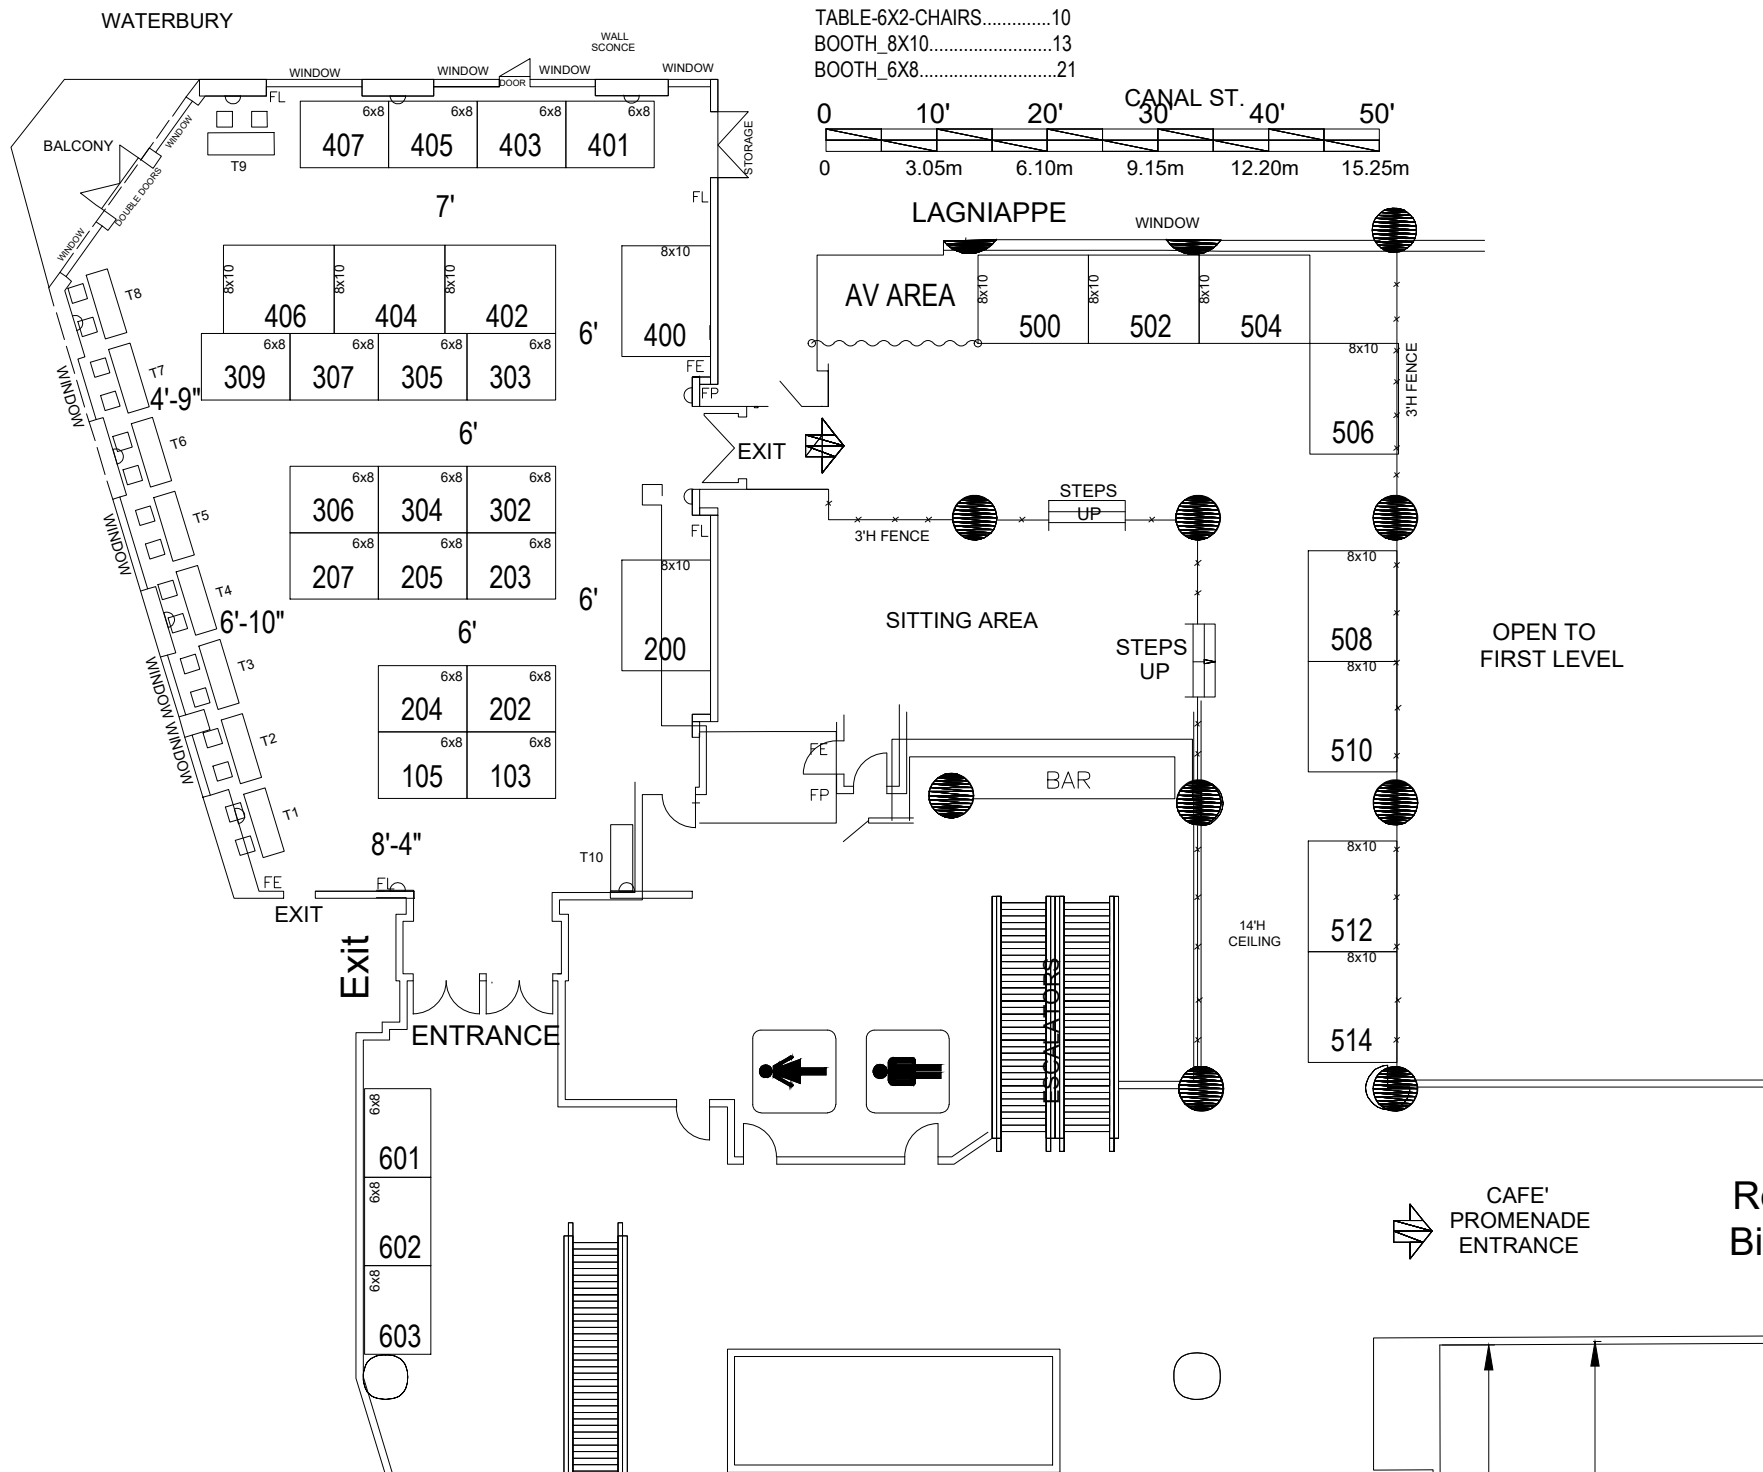 WATERBURY
TABLE-6X2-CHAIRS..............10
BOOTH_8X10.........................13
BOOTH_6X8............................21
WALL
SCONCE
WINDOW
WINDOW
DOOR
WINDOW
WINDOW
CANAL ST.
0 10' 20' 30' 40' 50'
0 3.05m 6.10m 9.15m 12.20m 15.25m
FL
BALCONY
WINDOW
DOUBLE DOORS
WINDOW
T9
6x8 6x8 6x8 6x8
407 405 403 401
STORAGE
7'
FL
LAGNIAPPE
WINDOW
8x10 8x10 8x10 8x10
406 404 402 400
6'
AV AREA
8x10 8x10 8x10
500 502 504
8x10
506
3'H FENCE
T8
T7
T6
T5
T4
T3
T2
T1
WINDOW
WINDOW
WINDOW WINDOW
6x8 6x8 6x8 6x8
309 307 305 303
FE
FP
4'-9"
6'
EXIT
6x8 6x8 6x8
306 304 302
FL
STEPS
UP
3'H FENCE
6x8 6x8 6x8
207 205 203
6'
8x10
200
6'-10"
6'
SITTING AREA
STEPS
UP
8x10
508
8x10
510
OPEN TO
FIRST LEVEL
6x8 6x8
204 202
6x8 6x8
105 103
FE
FP
BAR
8'-4"
T10
FE
FL
EXIT
Exit
ENTRANCE
ESCALATORS
14'H
CEILING
8x10
512
8x10
514
6x8
601
6x8
602
6x8
603
CAFE'
PROMENADE
ENTRANCE
Bi